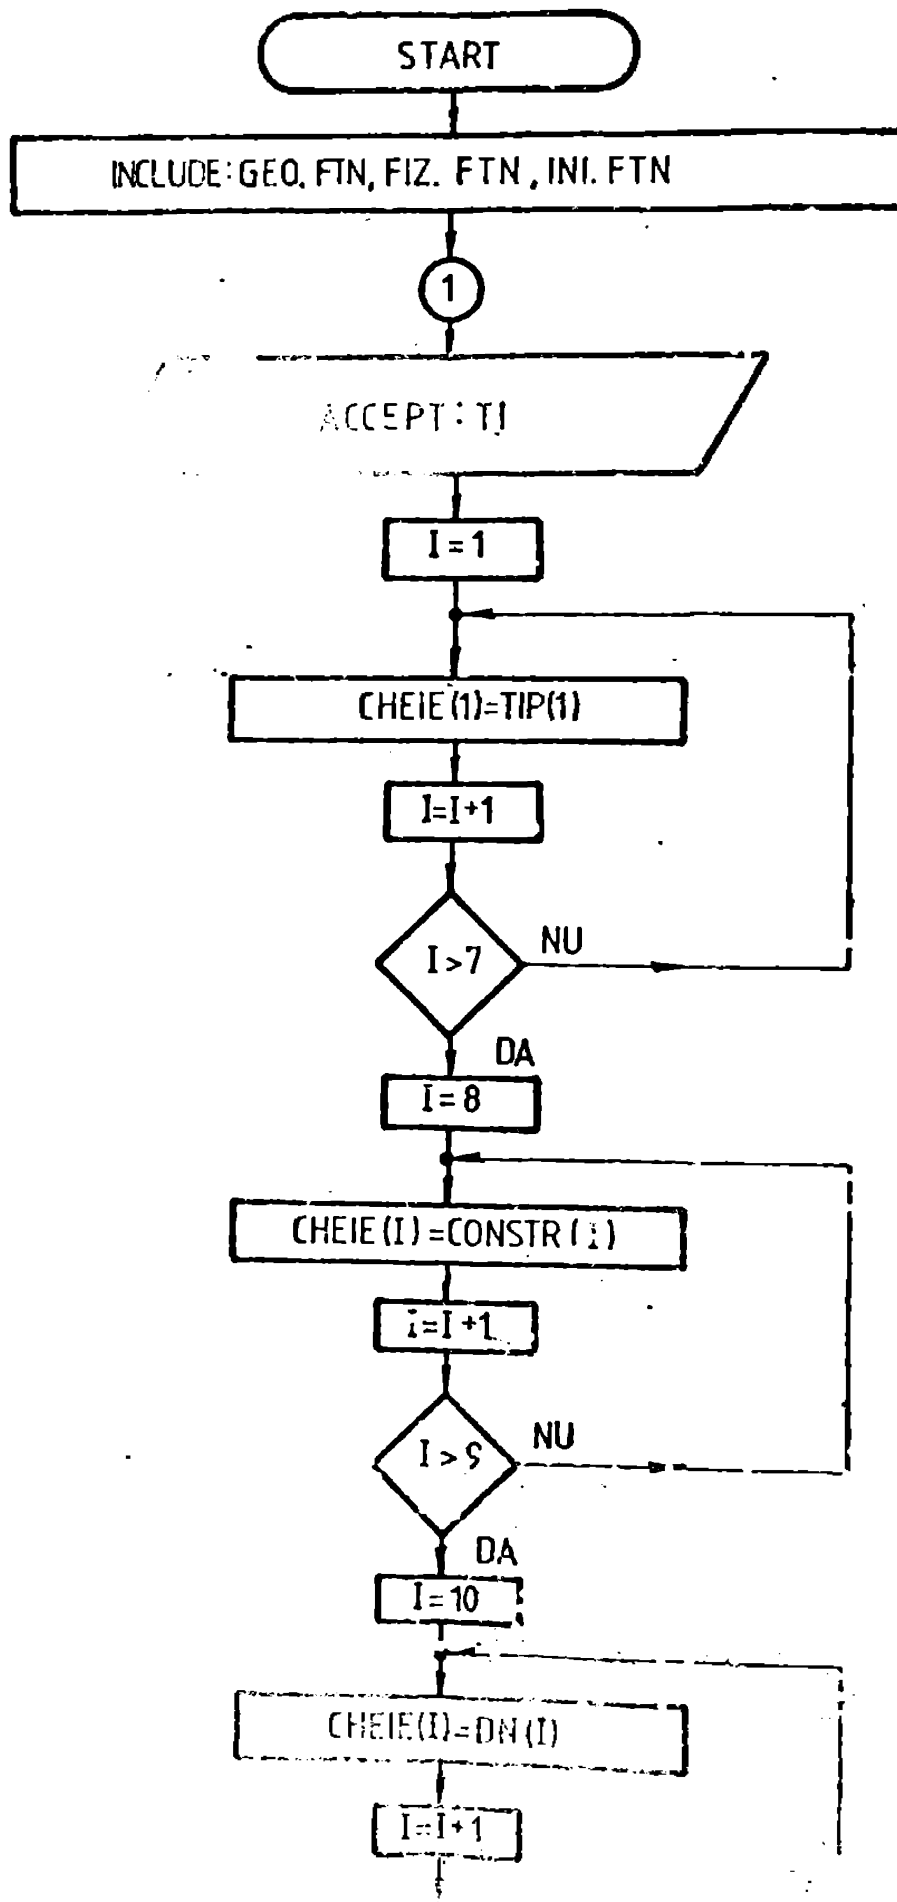 START
INCLUDE: GEO. FTN, FIZ. FTN, INI. FTN
1
ACCEPT: TI
I = 1
CHEIE(1)=TIP(1)
I=I+1
I >7
NU
DA
I = 8
CHEIE(I)=CONSTR(I)
I=I+1
I > 9
NU
DA
I=10
CHEIE(I)=DN(I)
I=I+1